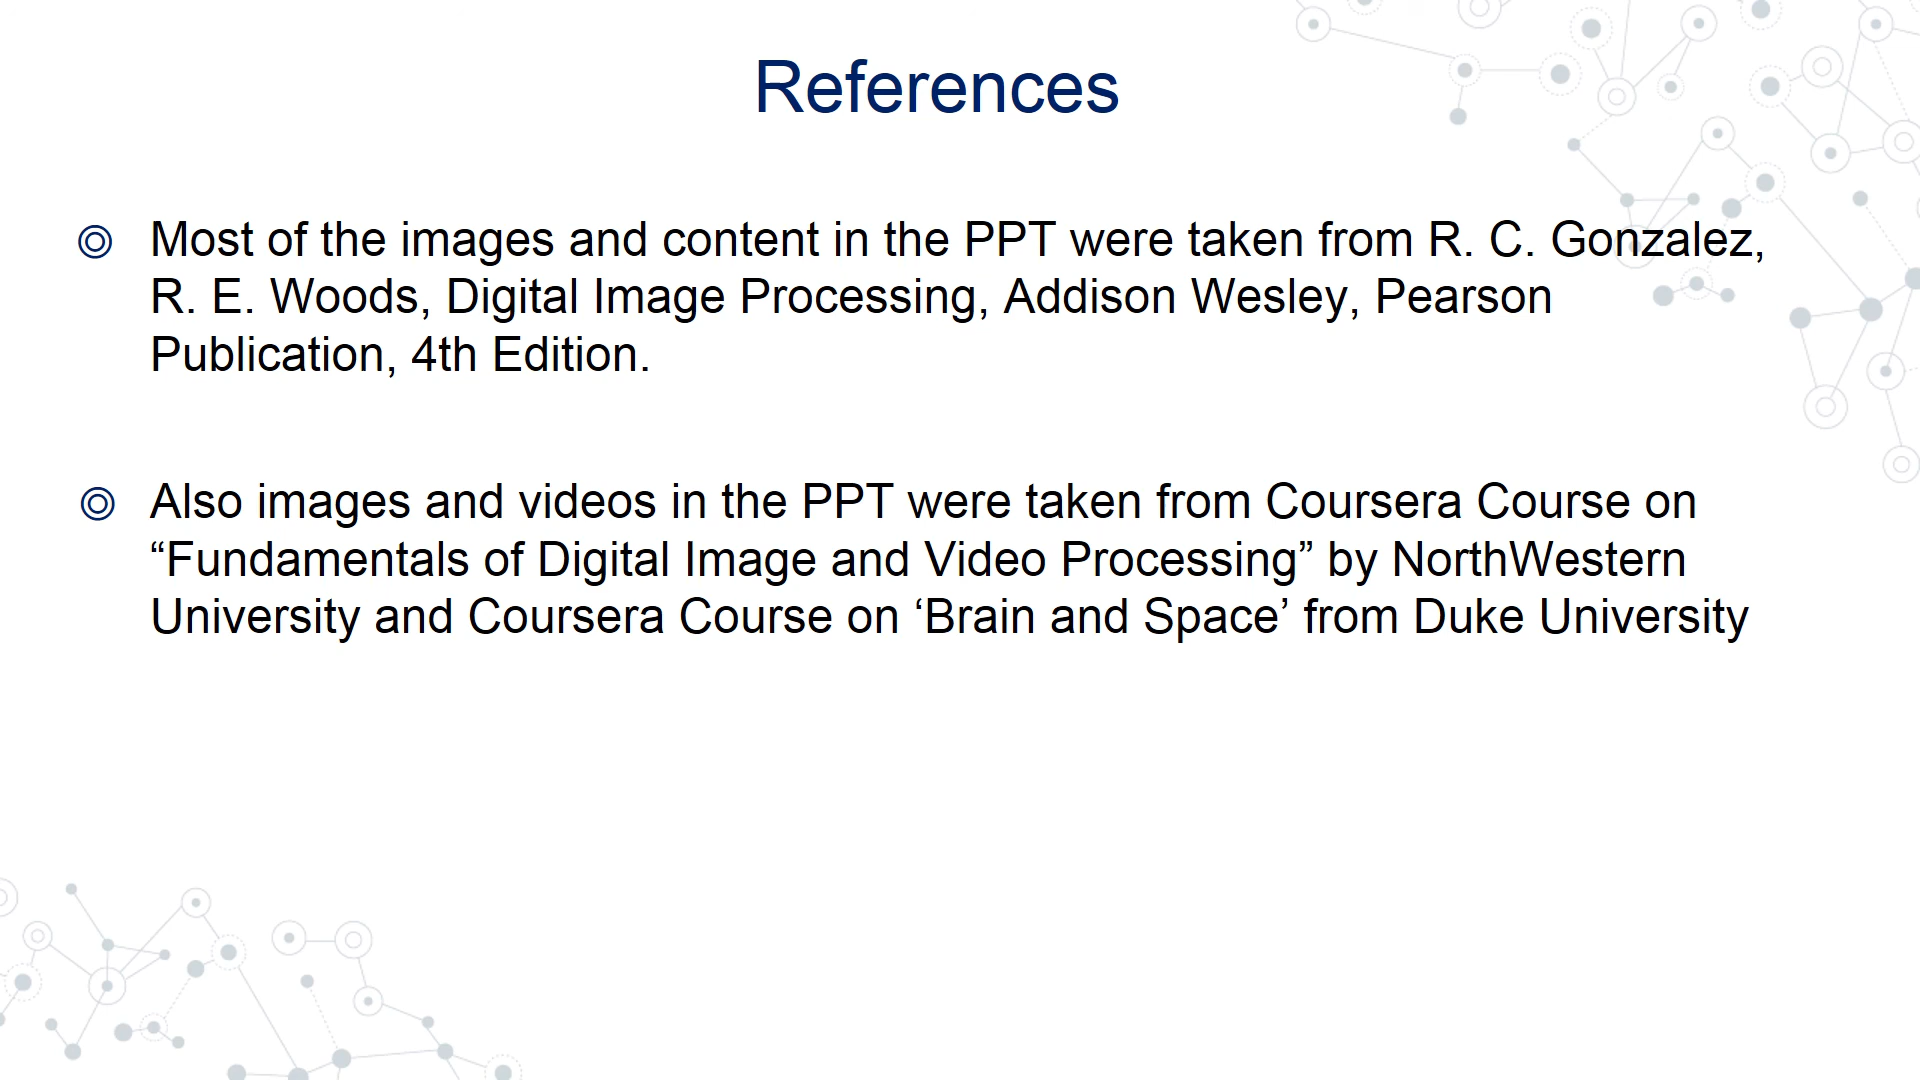 References
Most of the images and content in the PPT were taken from R. C. Gonzalez,
R. E. Woods, Digital Image Processing, Addison Wesley, Pearson
Publication, 4th Edition.
Also images and videos in the PPT were taken from Coursera Course on
“Fundamentals of Digital Image and Video Processing” by NorthWestern
University and Coursera Course on ‘Brain and Space’ from Duke University